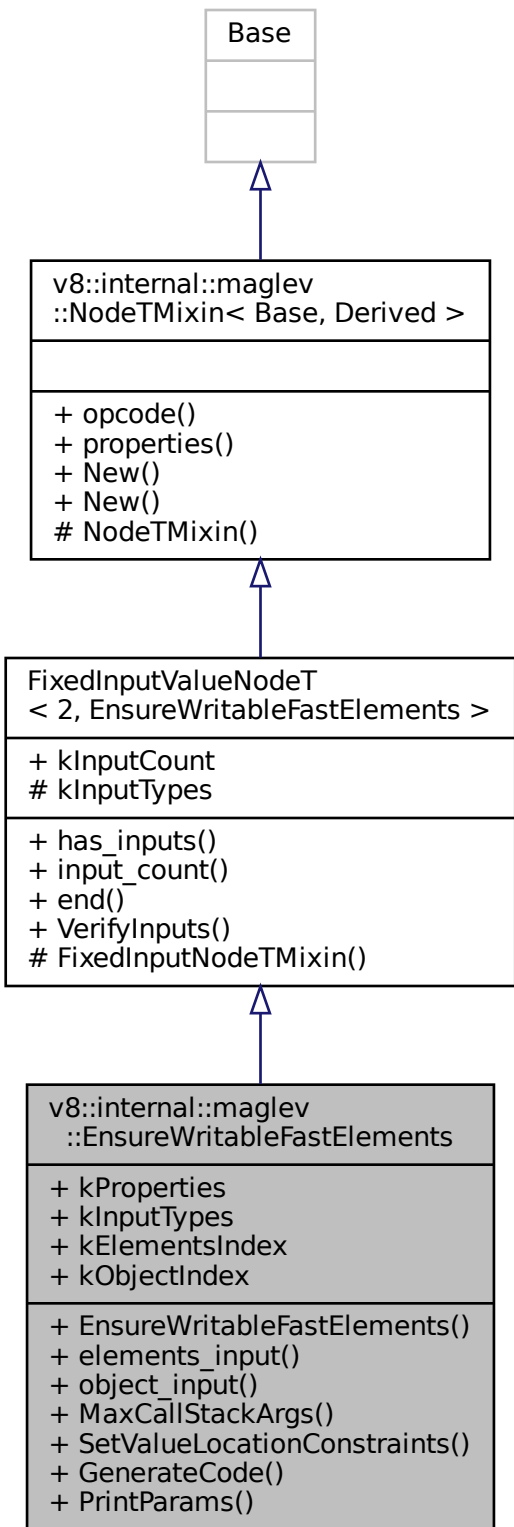 Base
v8::internal::maglev
::NodeTMixin< Base, Derived >
+ opcode()
+ properties()
+ New()
+ New()
# NodeTMixin()
FixedInputValueNodeT
< 2, EnsureWritableFastElements >
+ kInputCount
# kInputTypes
+ has_inputs()
+ input_count()
+ end()
+ VerifyInputs()
# FixedInputNodeTMixin()
v8::internal::maglev
::EnsureWritableFastElements
+ kProperties
+ kInputTypes
+ kElementsIndex
+ kObjectIndex
+ EnsureWritableFastElements()
+ elements_input()
+ object_input()
+ MaxCallStackArgs()
+ SetValueLocationConstraints()
+ GenerateCode()
+ PrintParams()